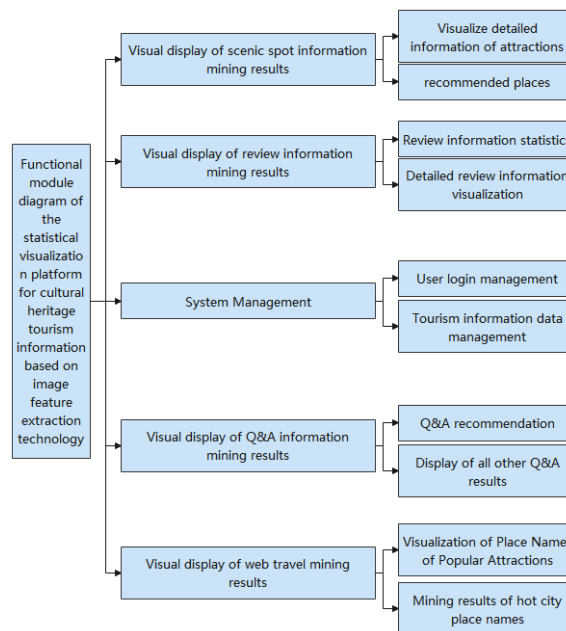 Functional
module
diagram of
the
statistical
visualizatio
n platform
for cultural
heritage
tourism
information
based on
image
feature
extraction
technology
Visual display of scenic spot information
mining results
Visualize detailed
information of attractions
recommended places
Visual display of review information
mining results
Review information statistic
Detailed review information
visualization
System Management
User login management
Tourism information data
management
Visual display of Q&A information
mining results
Q&A recommendation
Display of all other Q&A
results
Visual display of web travel mining
results
Visualization of Place Name
of Popular Attractions
Mining results of hot city
place names